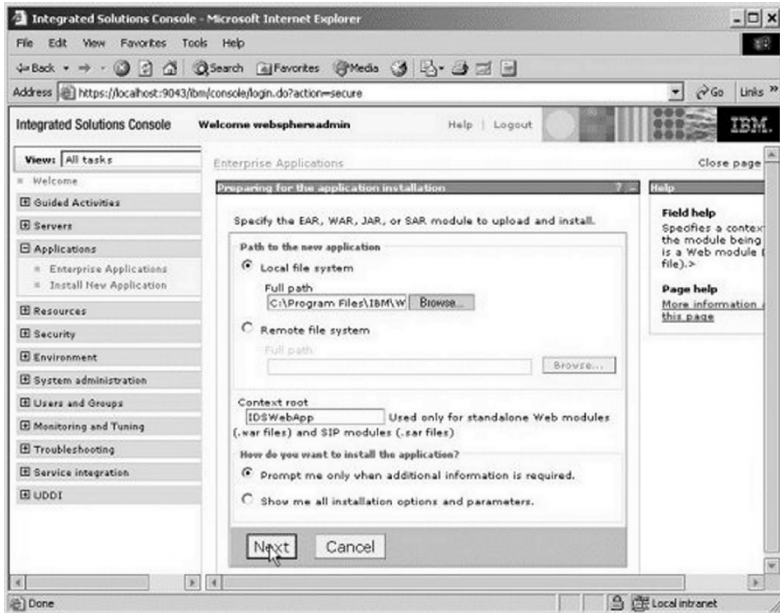 Integrated Solutions Console - Microsoft Internet Explorer
File Edit View Favorites Tools Help
Back Search Favorites Media
Address https://localhost:9043/ibm/console/login.do?action=secure Go Links »
Integrated Solutions Console Welcome websphereadmin Help | Logout IBM.
View: All tasks
Welcome
Guided Activities
Servers
Applications
Enterprise Applications
Install New Application
Resources
Security
Environment
System administration
Users and Groups
Monitoring and Tuning
Troubleshooting
Service integration
UDDI
Enterprise Applications Close page
Preparing for the application installation ? -
Specify the EAR, WAR, JAR, or SAR module to upload and install.
Path to the new application
Local file system
Full path
C:\Program Files\IBM\W Browse...
Remote file system
Full path
Browse...
Context root
IDSWebApp Used only for standalone Web modules
(.war files) and SIP modules (.sar files)
How do you want to install the application?
Prompt me only when additional information is required.
Show me all installation options and parameters.
Next Cancel
Help
Field help
Specifies a contex
the module being
is a Web module (
file).>
Page help
More information a
this page
Done Local intranet